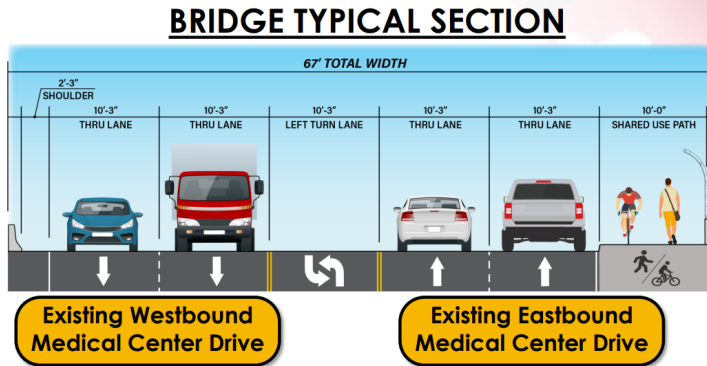 BRIDGE TYPICAL SECTION
67' TOTAL WIDTH
2'-3"
SHOULDER
10'-3"
THRU LANE
10'-3"
THRU LANE
10'-3"
LEFT TURN LANE
10'-3"
THRU LANE
10'-3"
THRU LANE
10'-0"
SHARED USE PATH
Existing Westbound
Medical Center Drive
Existing Eastbound
Medical Center Drive